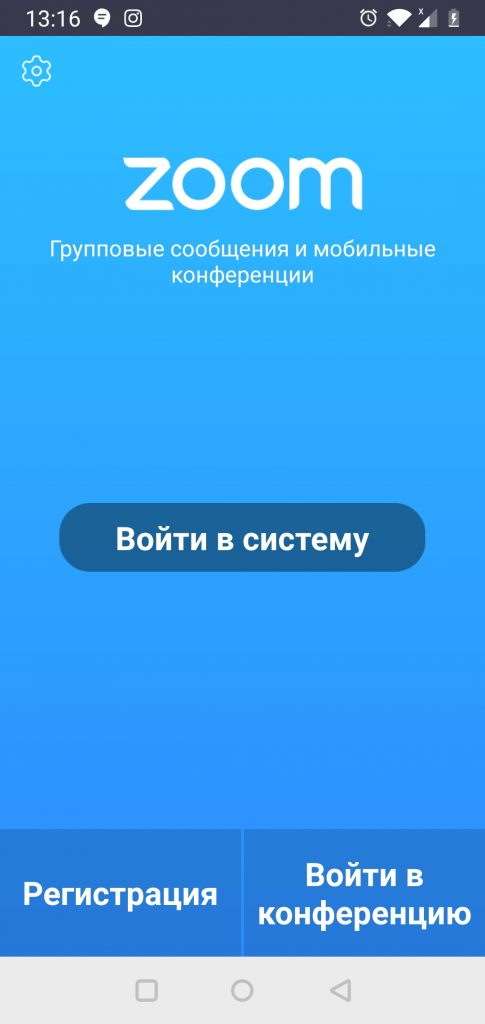 13:16
zoom
Групповые сообщения и мобильные
конференции
Войти в систему
Регистрация
Войти в
конференцию